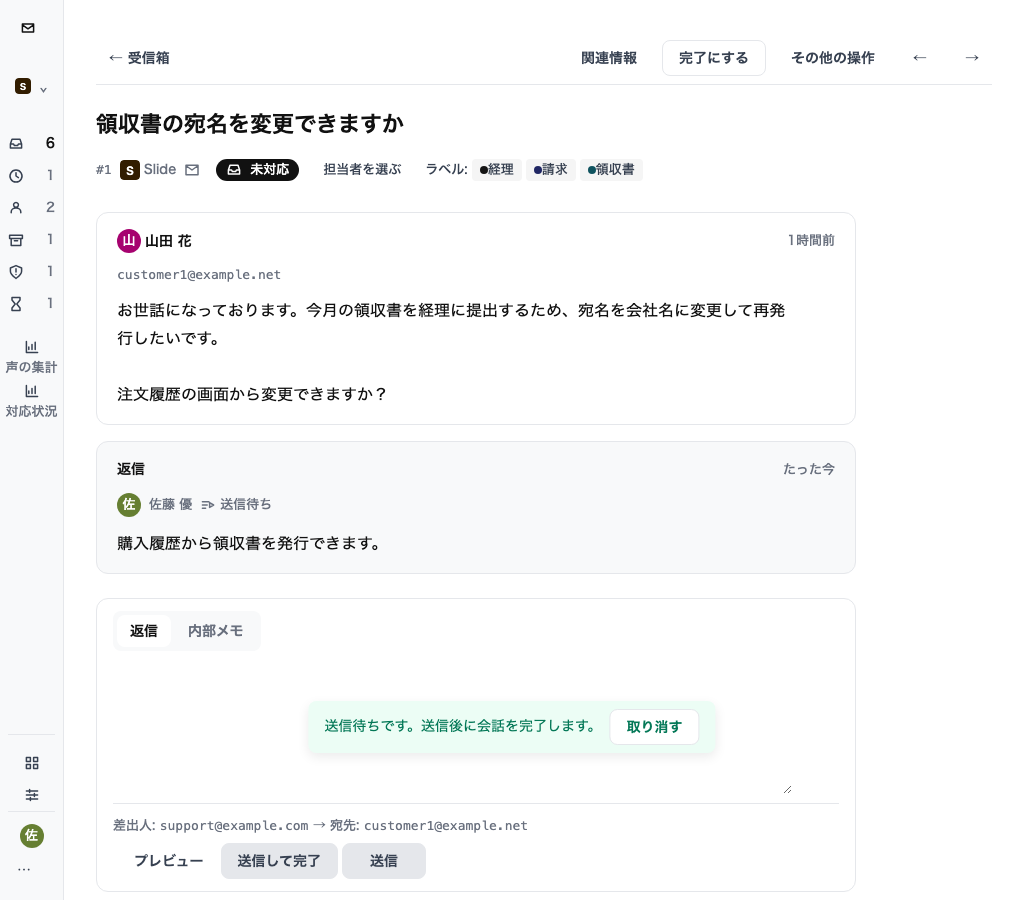 ← 受信箱
関連情報
完了にする
その他の操作
←
→
S
6
1
2
1
1
1
声の集計
対応状況
領収書の宛名を変更できますか
#1 S Slide 未対応 担当者を選ぶ ラベル: 経理 請求 領収書
山 山田 花
1時間前
customer1@example.net
お世話になっております。今月の領収書を経理に提出するため、宛名を会社名に変更して再発
行したいです。
注文履歴の画面から変更できますか？
返信
たった今
佐 佐藤 優 送信待ち
購入履歴から領収書を発行できます。
返信 内部メモ
送信待ちです。送信後に会話を完了します。 取り消す
差出人: support@example.com → 宛先: customer1@example.net
プレビュー 送信して完了 送信
佐
…